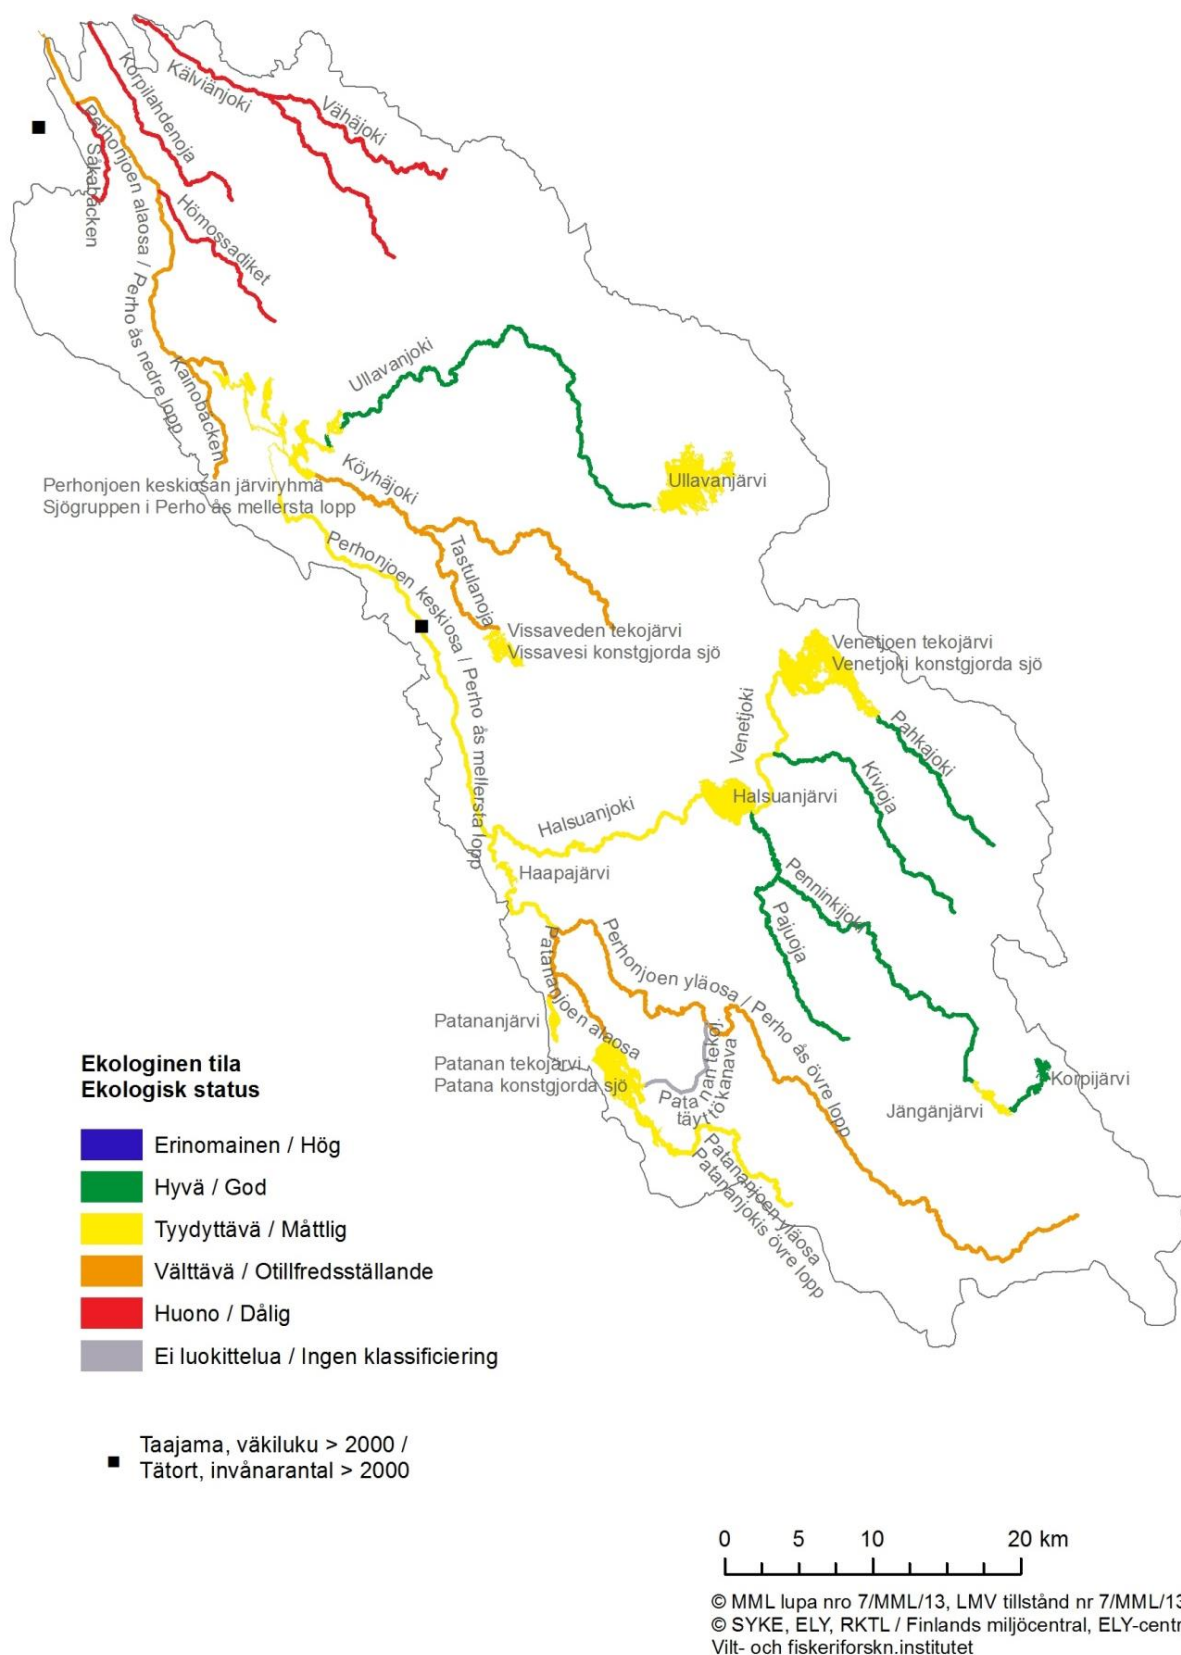 Korpilahdenoja
Kälviänjoki
Vähäjoki
Perhonjoen alaosa / Perho ås nedre lopp
Såkabäcken
Hömossadiket
Kainobäcken
Ullavanjoki
Köyhäjoki
Ullavanjärvi
Perhonjoen keskiosan järviryhmä
Sjögruppen i Perho ås mellersta lopp
Perhonjoen keskiosa / Perho ås mellersta lopp
Tastulanoja
Vissaveden tekojärvi
Vissavesi konstgjorda sjö
Venetjoen tekojärvi
Venetjoki konstgjorda sjö
Venetjoki
Pahkajoki
Kivioja
Halsuanjärvi
Halsuanjoki
Haapajärvi
Penninkijoki
Pajuoja
Perhonjoen yläosa / Perho ås övre lopp
Patananjoen alaosa
Patananjärvi
Patanan tekojärvi
Patana konstgjorda sjö
Patanan tekoj.
täyttökanava
Korpijärvi
Jängänjärvi
Patananjoen yläosa
Patananjokis övre lopp
Ekologinen tila
Ekologisk status
Erinomainen / Hög
Hyvä / God
Tyydyttävä / Måttlig
Välttävä / Otillfredsställande
Huono / Dålig
Ei luokittelua / Ingen klassificiering
Taajama, väkiluku > 2000 /
Tätort, invånarantal > 2000
0 5 10 20 km
© MML lupa nro 7/MML/13, LMV tillstånd nr 7/MML/13
© SYKE, ELY, RKTL / Finlands miljöcentral, ELY-centr
Vilt- och fiskeriforskn.institutet